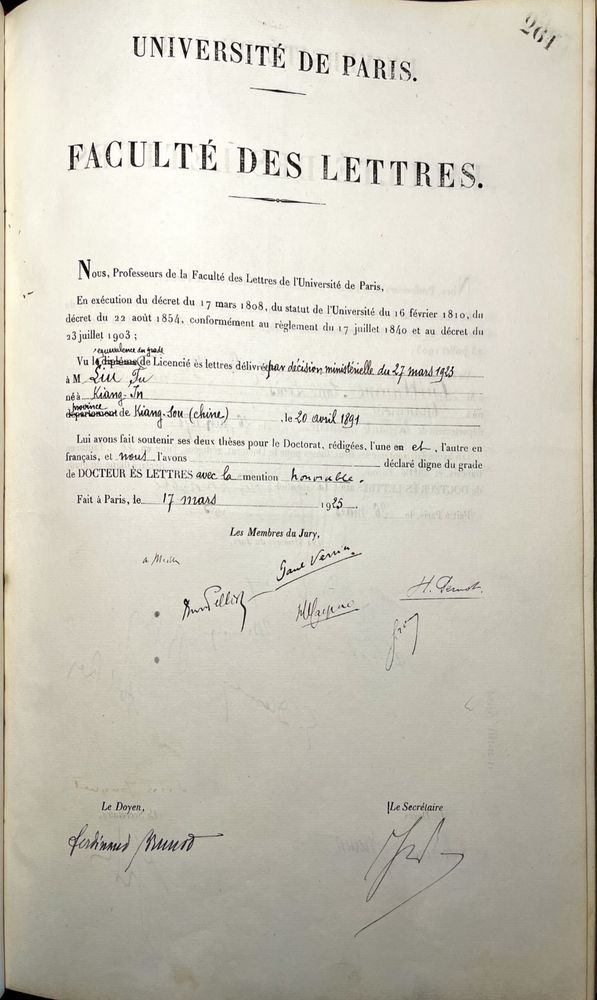 261
UNIVERSITÉ DE PARIS.
FACULTÉ DES LETTRES.
Nous, Professeurs de la Faculté des Lettres de l'Université de Paris,
En exécution du décret du 17 mars 1808, du statut de l'Université du 16 février 1810, du
décret du 22 août 1854, conformément au règlement du 17 juillet 1840 et au décret du
23 juillet 1903 ;
équivalence du grade
Vu le diplôme de Licencié ès lettres délivré par décision ministérielle du 27 mars 1923
à M Liu Fu
né à Kiang-In
province
département de Kiang-Sou (chine) , le 20 avril 1891
Lui avons fait soutenir ses deux thèses pour le Doctorat, rédigées, l'une en et , l'autre en
français, et nous l'avons déclaré digne du grade
de DOCTEUR ÈS LETTRES avec la mention honorable.
Fait à Paris, le 17 mars 1925
Les Membres du Jury,
a Meillet
Paul Pelliot
H. Pernot
Le Doyen,
Le Secrétaire
Ferdinand Brunot